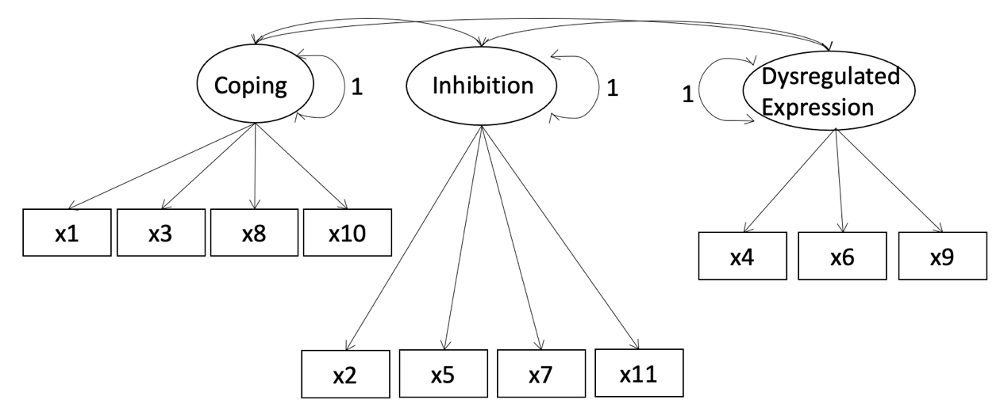 Coping
1
Inhibition
1
1
Dysregulated
Expression
x1
x3
x8
x10
x4
x6
x9
x2
x5
x7
x11